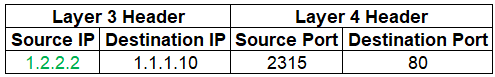 Layer 3 Header Layer 4 Header
Source IP Destination IP Source Port Destination Port
1.2.2.2 1.1.1.10 2315 80